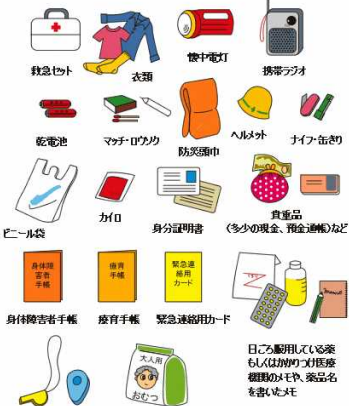 救急セット
衣類
懐中電灯
携帯ラジオ
乾電池
マッチ・ロウソク
防災頭巾
ヘルメット
ナイフ・缶きり
ビニール袋
カイロ
身分証明書
貴重品
(多少の現金、預金通帳)など
身体障
害者
手帳
療育
手帳
緊急連
絡用
カード
身体障害者手帳
療育手帳
緊急連絡用カード
大人用
おむつ
日ごろ服用している薬
もしくはかかりつけ医療
機関のメモや、薬品名
を書いたメモ